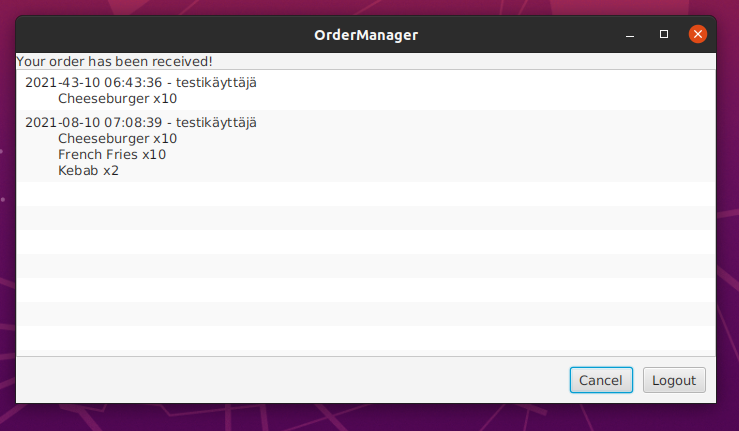 OrderManager
Your order has been received!
2021-43-10 06:43:36 - testikäyttäjä
Cheeseburger x10
2021-08-10 07:08:39 - testikäyttäjä
Cheeseburger x10
French Fries x10
Kebab x2
Cancel Logout